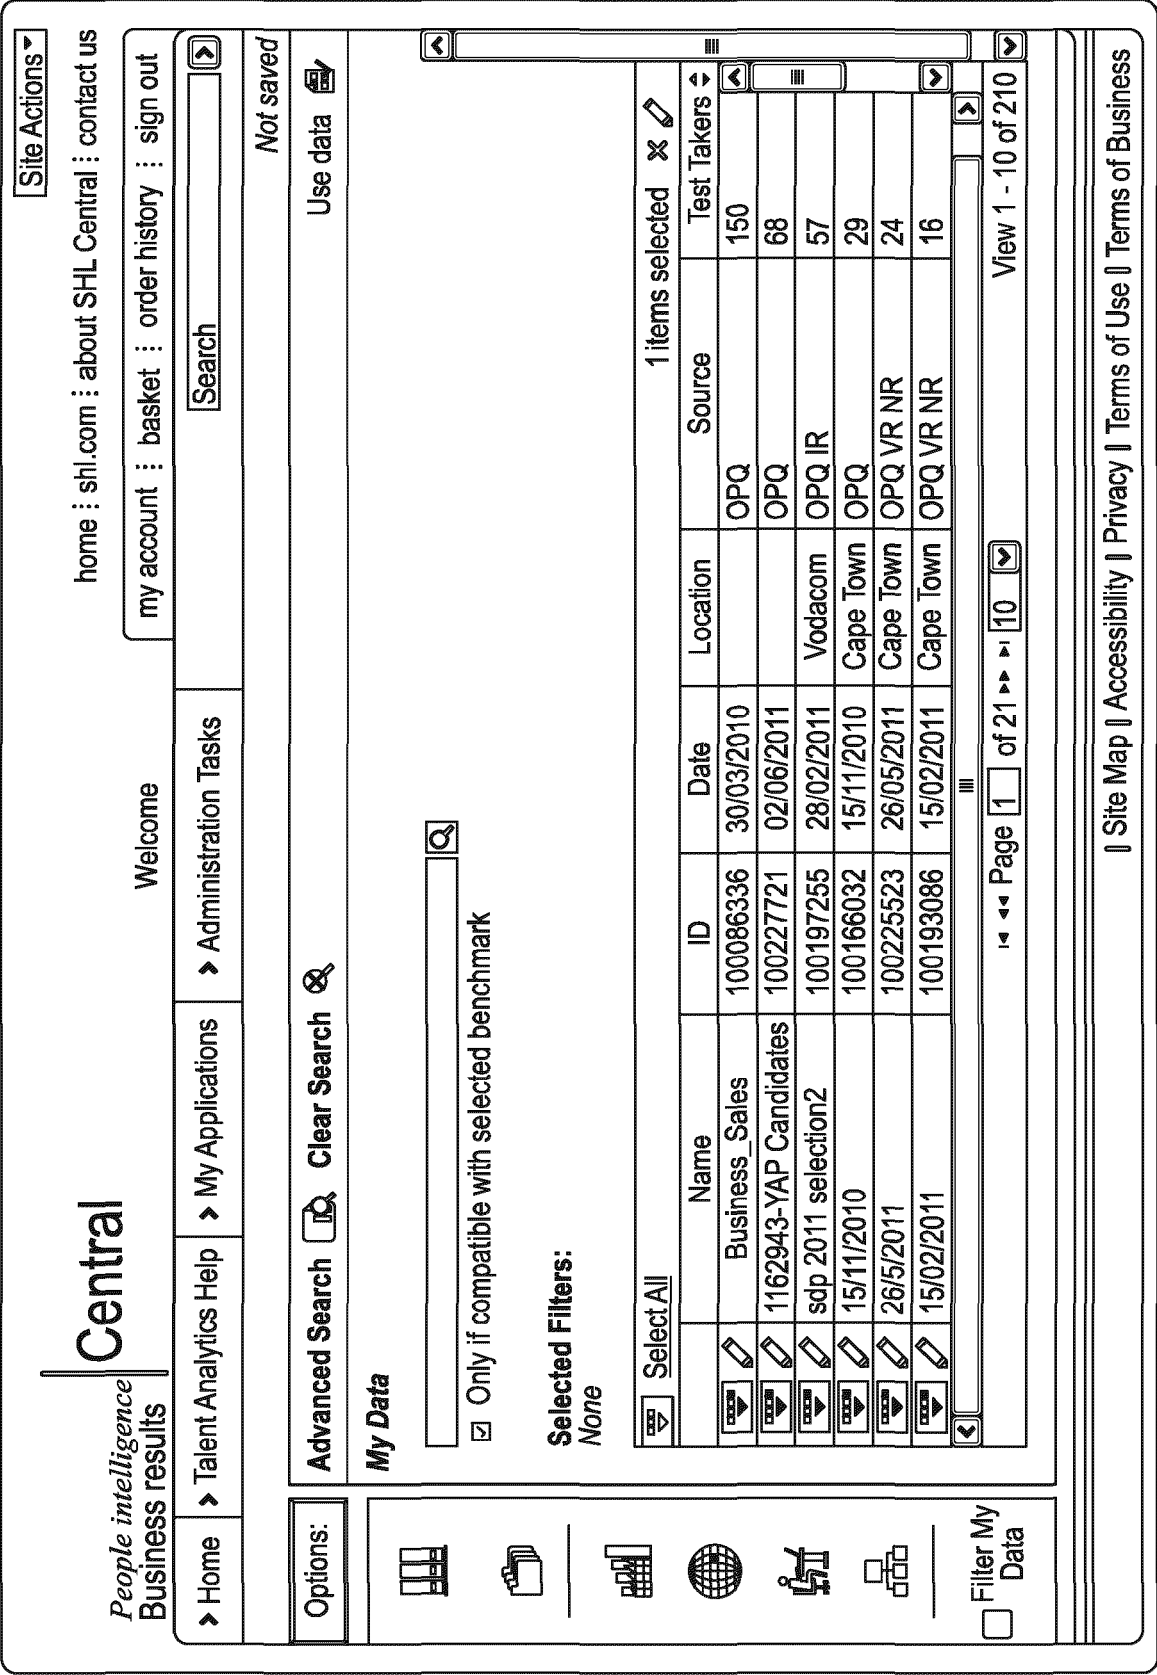 Site Actions
home ⋮ shl.com ⋮ about SHL Central ⋮ contact us
People intelligence
Business results
Central
Welcome
my account ⋮ basket ⋮ order history ⋮ sign out
Home
Talent Analytics Help
My Applications
Administration Tasks
Search
Not saved
Options:
Advanced Search
Clear Search
Use data
My Data
Only if compatible with selected benchmark
Selected Filters:
None
Select All
1 items selected
Name ID Date Location Source Test Takers
Business_Sales 100086336 30/03/2010 OPQ 150
1162943-YAP Candidates 100227721 02/06/2011 OPQ 68
sdp 2011 selection2 100197255 28/02/2011 Vodacom OPQ IR 57
15/11/2010 100166032 15/11/2010 Cape Town OPQ 29
26/5/2011 100225523 26/05/2011 Cape Town OPQ VR NR 24
15/02/2011 100193086 15/02/2011 Cape Town OPQ VR NR 16
Page 1 of 21 10 View 1 - 10 of 210
Filter My
Data
▯ Site Map ▯ Accessibility ▯ Privacy ▯ Terms of Use ▯ Terms of Business